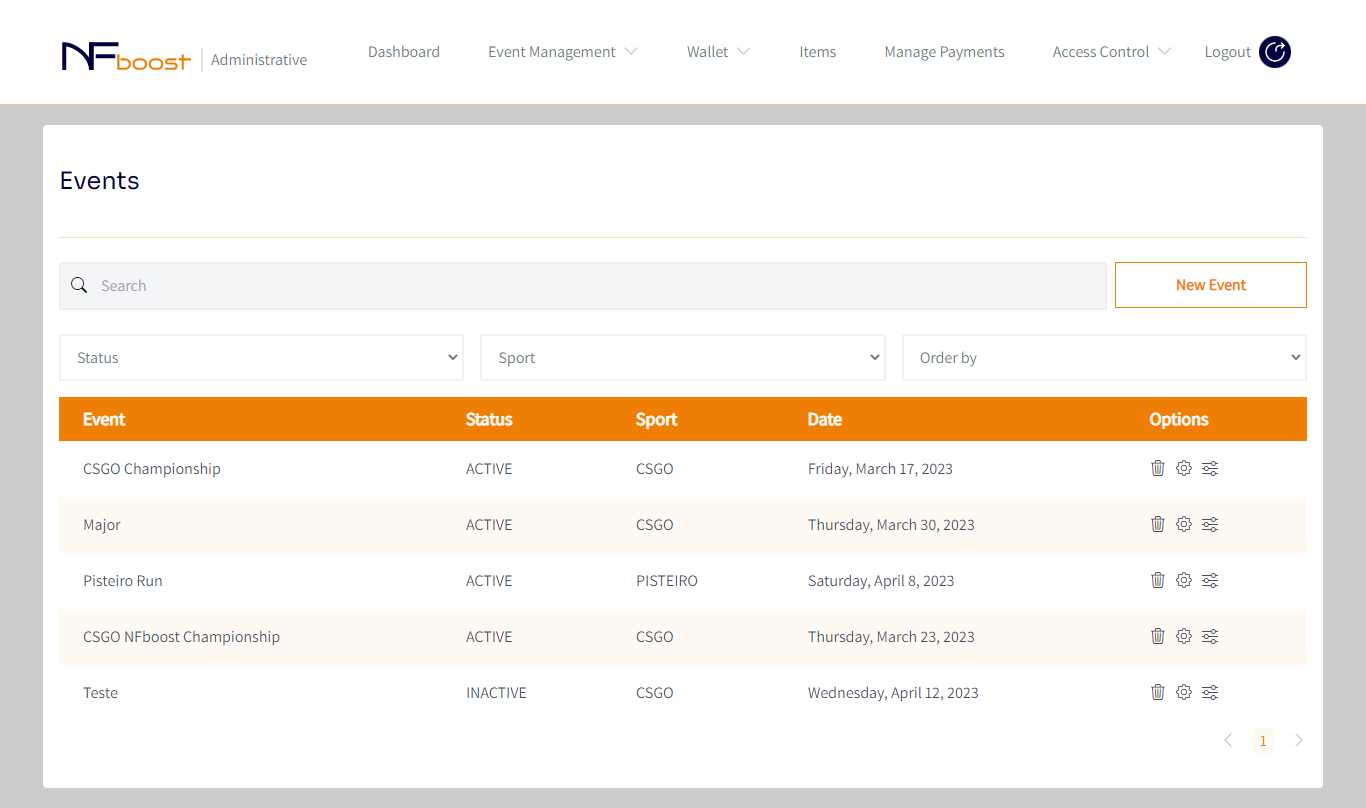 NFboost Administrative Dashboard Event Management Wallet Items Manage Payments Access Control Logout
Events
Search New Event
Status Sport Order by
Event Status Sport Date Options
CSGO Championship ACTIVE CSGO Friday, March 17, 2023
Major ACTIVE CSGO Thursday, March 30, 2023
Pisteiro Run ACTIVE PISTEIRO Saturday, April 8, 2023
CSGO NFboost Championship ACTIVE CSGO Thursday, March 23, 2023
Teste INACTIVE CSGO Wednesday, April 12, 2023
1